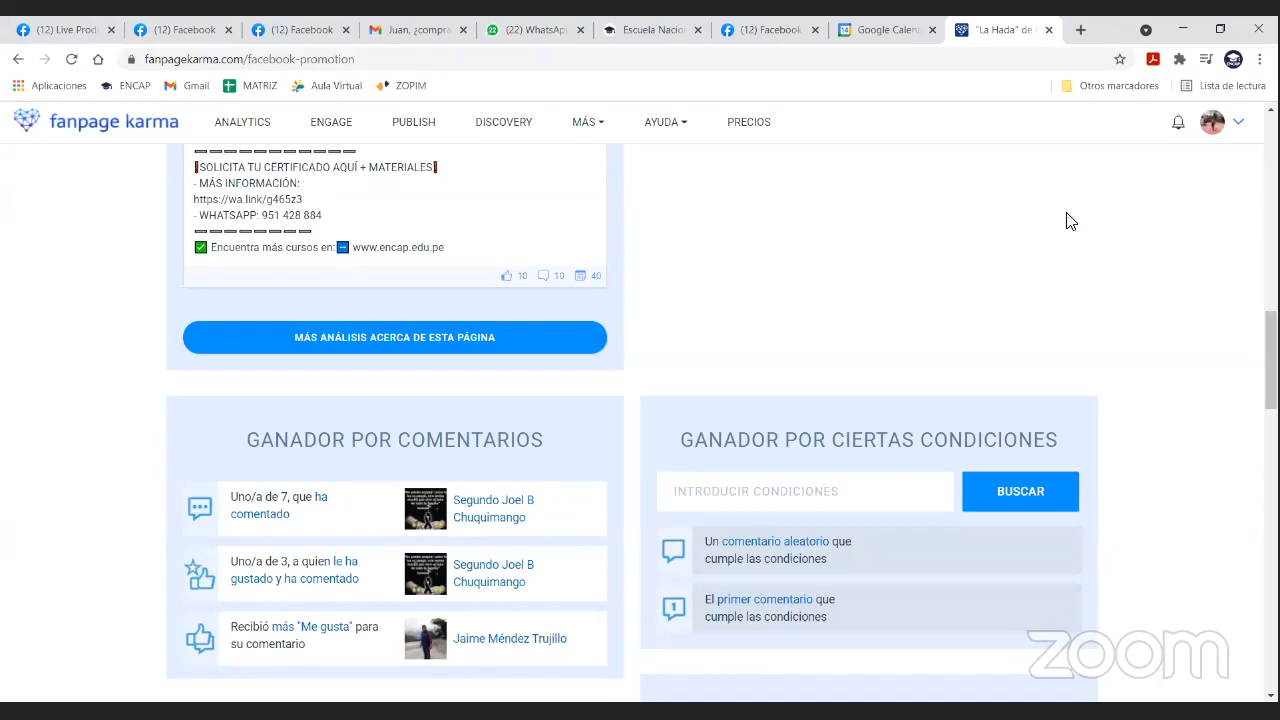 (12) Live Prod
(12) Facebook
(12) Facebook
Juan, ¿compra
(22) WhatsApp
Escuela Nacio
(12) Facebook
Google Calen
"La Hada" de
fanpagekarma.com/facebook-promotion
Aplicaciones
ENCAP
Gmail
MATRIZ
Aula Virtual
ZOPIM
Otros marcadores
Lista de lectura
fanpage karma
ANALYTICS
ENGAGE
PUBLISH
DISCOVERY
MÁS
AYUDA
PRECIOS
SOLICITA TU CERTIFICADO AQUÍ + MATERIALES
- MÁS INFORMACIÓN:
https://wa.link/g465z3
- WHATSAPP: 951 428 884
Encuentra más cursos en: www.encap.edu.pe
10 10 40
MÁS ANÁLISIS ACERCA DE ESTA PÁGINA
GANADOR POR COMENTARIOS
Uno/a de 7, que ha
comentado
Segundo Joel B
Chuquimango
Uno/a de 3, a quien le ha
gustado y ha comentado
Segundo Joel B
Chuquimango
Recibió más "Me gusta" para
su comentario
Jaime Méndez Trujillo
GANADOR POR CIERTAS CONDICIONES
INTRODUCIR CONDICIONES
BUSCAR
Un comentario aleatorio que
cumple las condiciones
El primer comentario que
cumple las condiciones
zoom